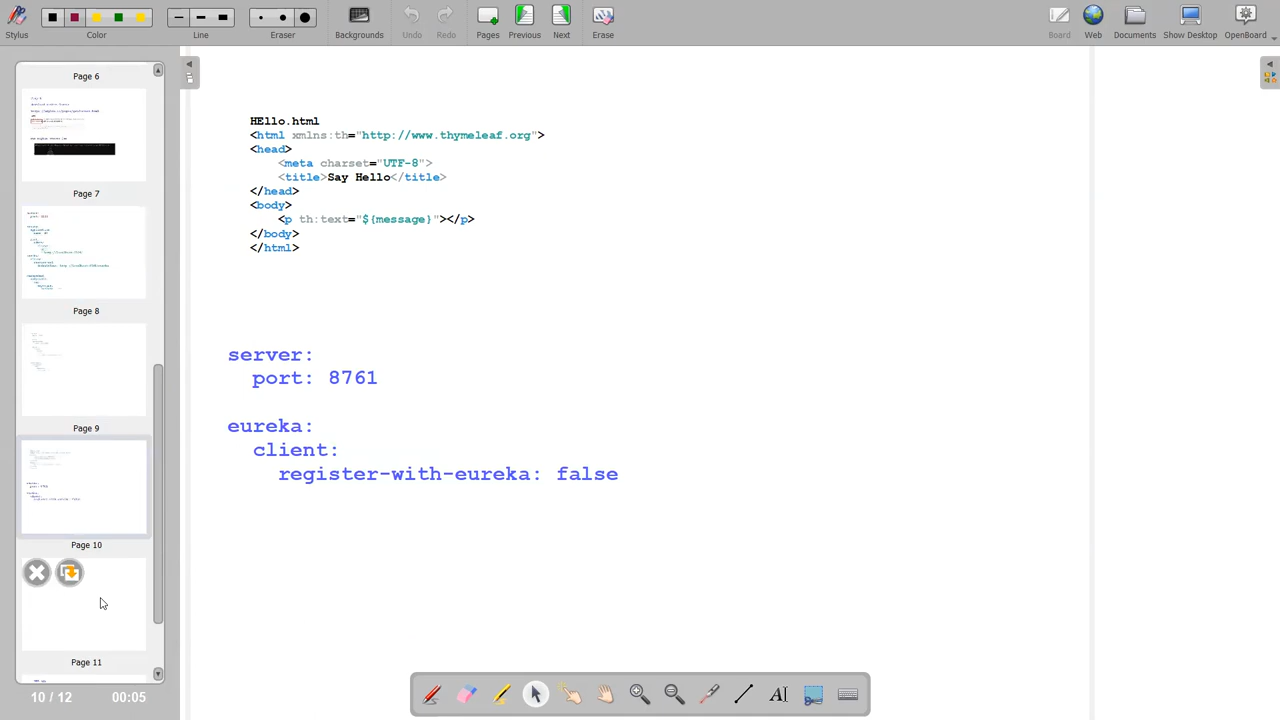 Stylus
Color
Line
Eraser
Backgrounds
Undo
Redo
Pages
Previous
Next
Erase
Board
Web
Documents
Show Desktop
OpenBoard
Page 6
Page 7
Page 8
Page 9
Page 10
Page 11
10 / 12
00:05
HEllo.html
<html xmlns:th="http://www.thymeleaf.org">
<head>
<meta charset="UTF-8">
<title>Say Hello</title>
</head>
<body>
<p th:text="${message}"></p>
</body>
</html>
server:
port: 8761
eureka:
client:
register-with-eureka: false
AI